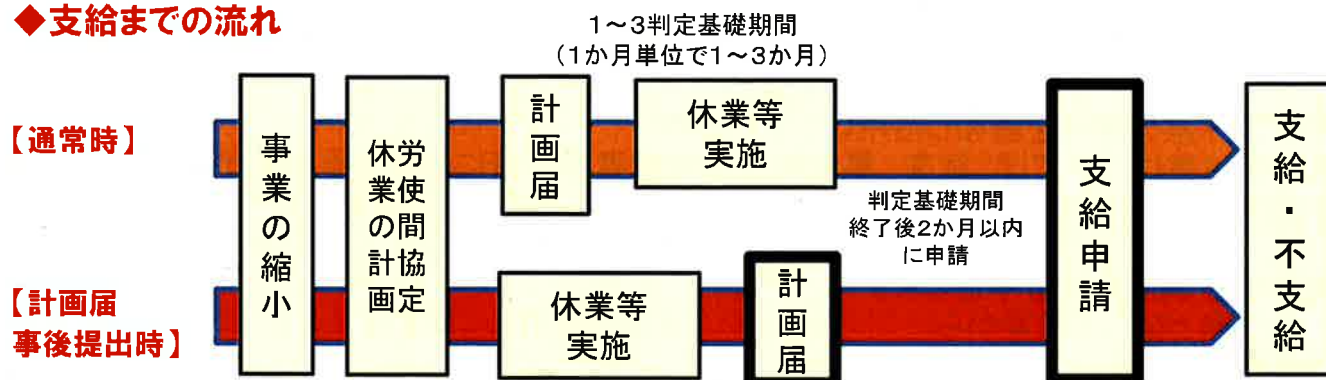 ◆支給までの流れ
1～3判定基礎期間
（1か月単位で1～3か月）
【通常時】
事業の縮小
労使間協定
休業の計画
計画届
休業等
実施
判定基礎期間
終了後2か月以内
に申請
支給申請
支給・不支給
【計画届
事後提出時】
休業等
実施
計画届